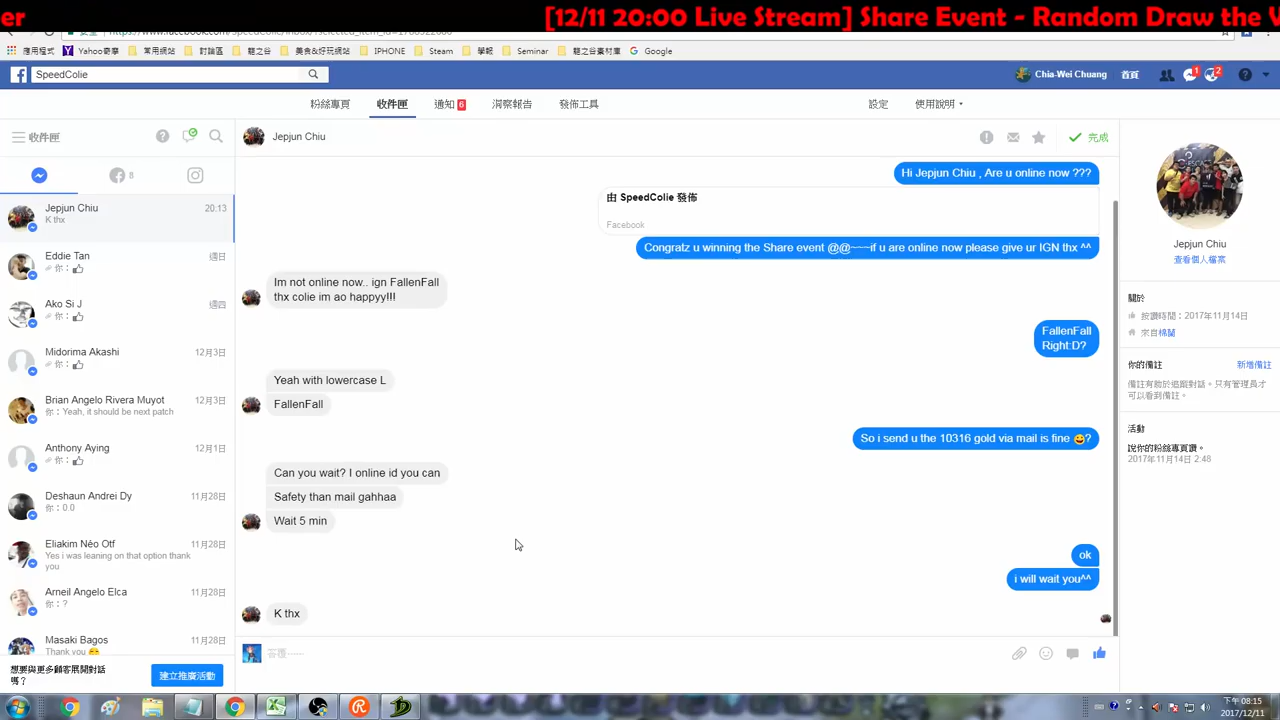 er [12/11 20:00 Live Stream] Share Event - Random Draw the
應用程式 Yahoo奇摩 常用網站 討論區 龍之谷 美食&好玩網站 IPHONE Steam 學報 Seminar 龍之谷素材庫 Google
SpeedColie Chia-Wei Chuang 首頁 1 2
粉絲專頁 收件匣 通知 6 洞察報告 發佈工具 設定 使用說明
收件匣
8
Jepjun Chiu 20:13
K thx
Eddie Tan 週日
你：
Ako Si J 週四
你：
Midorima Akashi 12月3日
你：
Brian Angelo Rivera Muyot 12月3日
你：Yeah, it should be next patch
Anthony Aying 12月1日
你：
Deshaun Andrei Dy 11月28日
你：0.0
Eliakim Nèo Otf 11月28日
Yes i was leaning on that option thank
you
Arneil Angelo Elca 11月28日
你：?
Masaki Bagos 11月28日
Thank you
想要與更多顧客展開對話
嗎？
建立推廣活動
Jepjun Chiu 完成
Hi Jepjun Chiu , Are u online now ???
由 SpeedColie 發佈
Facebook
Congratz u winning the Share event @@~~~if u are online now please give ur IGN thx ^^
Im not online now.. ign FallenFall
thx colie im ao happyy!!!
FallenFall
Right:D?
Yeah with lowercase L
FallenFall
So i send u the 10316 gold via mail is fine 😅?
Can you wait? I online id you can
Safety than mail gahhaa
Wait 5 min
ok
i will wait you^^
K thx
答覆······
Jepjun Chiu
查看個人檔案
關於
按讚時間：2017年11月14日
來自棉蘭
你的備註 新增備註
備註有助於追蹤對話。只有管理員才
可以看到備註。
活動
說你的粉絲專頁讚。
2017年11月14日 2:48
下午 08:15
2017/12/11